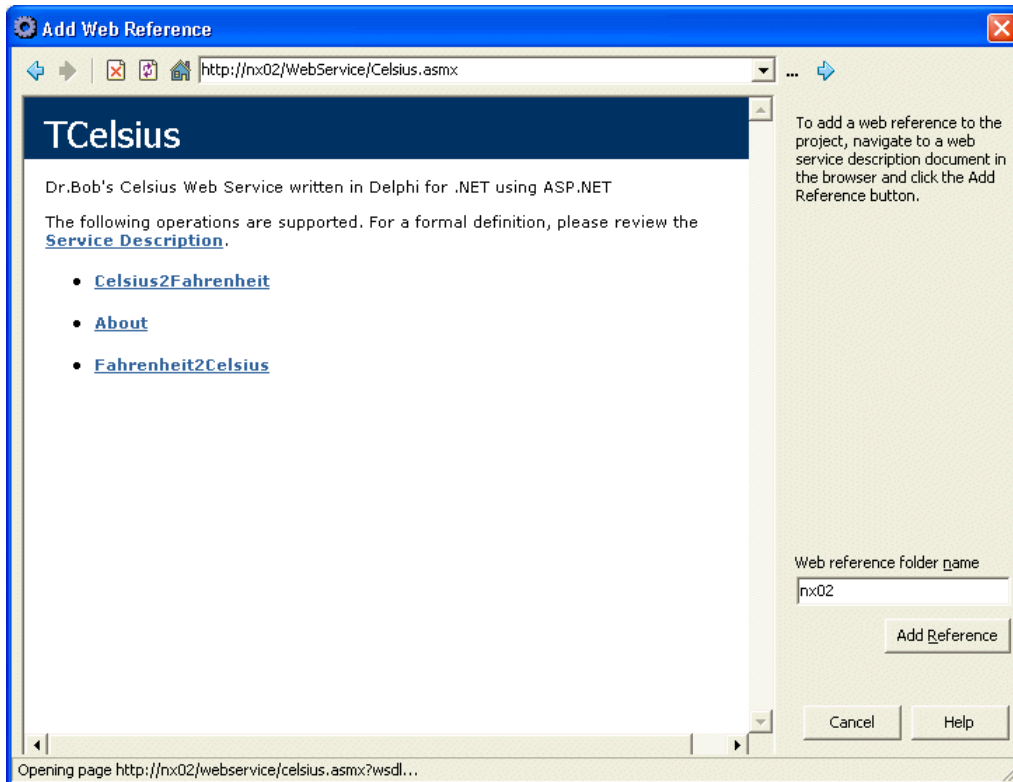 Add Web Reference
http://nx02/WebService/Celsius.asmx
...
TCelsius
Dr.Bob's Celsius Web Service written in Delphi for .NET using ASP.NET
The following operations are supported. For a formal definition, please review the
Service Description.
• Celsius2Fahrenheit
• About
• Fahrenheit2Celsius
To add a web reference to the
project, navigate to a web
service description document in
the browser and click the Add
Reference button.
Web reference folder name
nx02
Add Reference
Cancel
Help
Opening page http://nx02/webservice/celsius.asmx?wsdl...